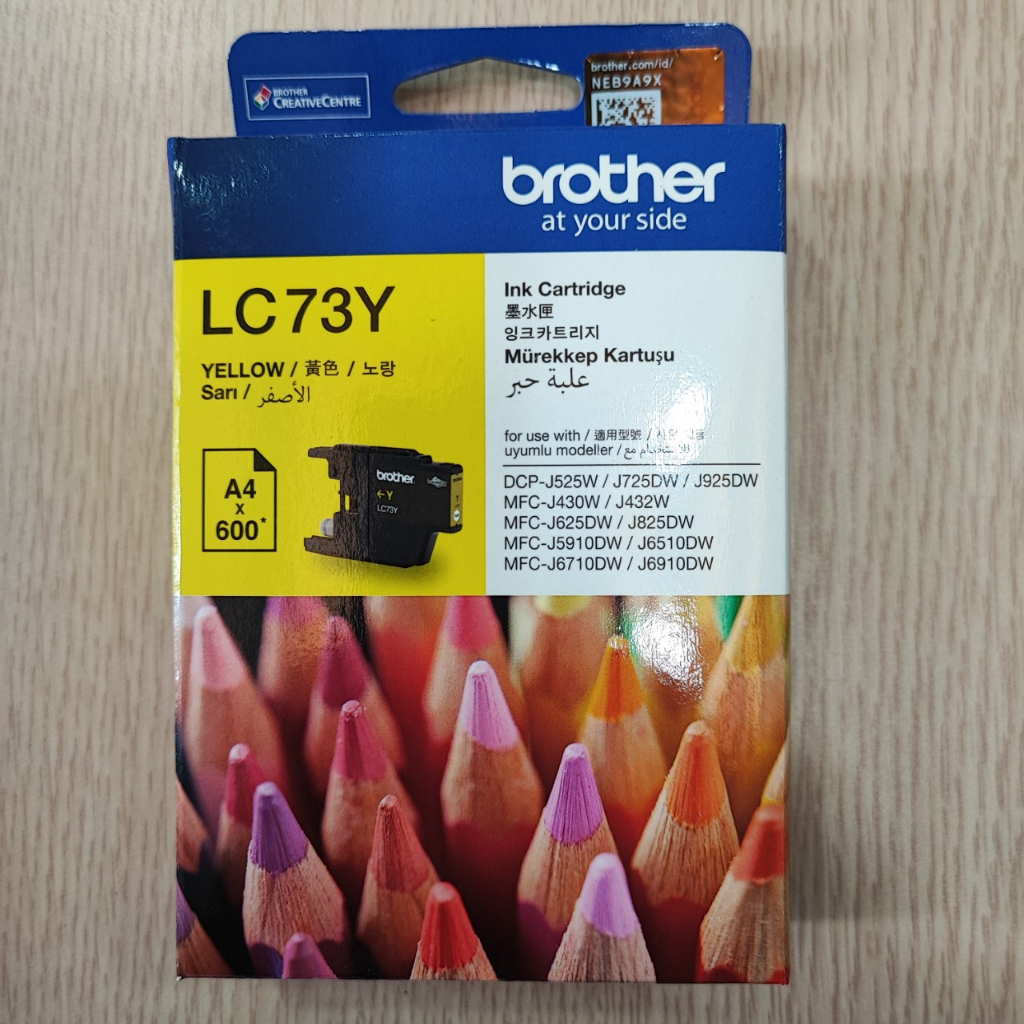 BROTHER
CREATIVECENTRE
brother.com/id/
NEB9A9X
brother
at your side
LC73Y
YELLOW / 黃色 / 노랑
Sarı / الأصفر
A4
x
600*
brother
←Y
LC73Y
Ink Cartridge
墨水匣
잉크카트리지
Mürekkep Kartuşu
علبة حبر
for use with / 適用型號 /
uyumlu modeller / للاستخدام مع
DCP-J525W / J725DW / J925DW
MFC-J430W / J432W
MFC-J625DW / J825DW
MFC-J5910DW / J6510DW
MFC-J6710DW / J6910DW